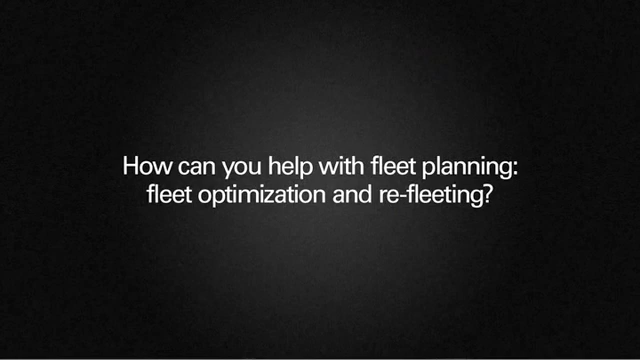 How can you help with fleet planning:
fleet optimization and re-fleeting?